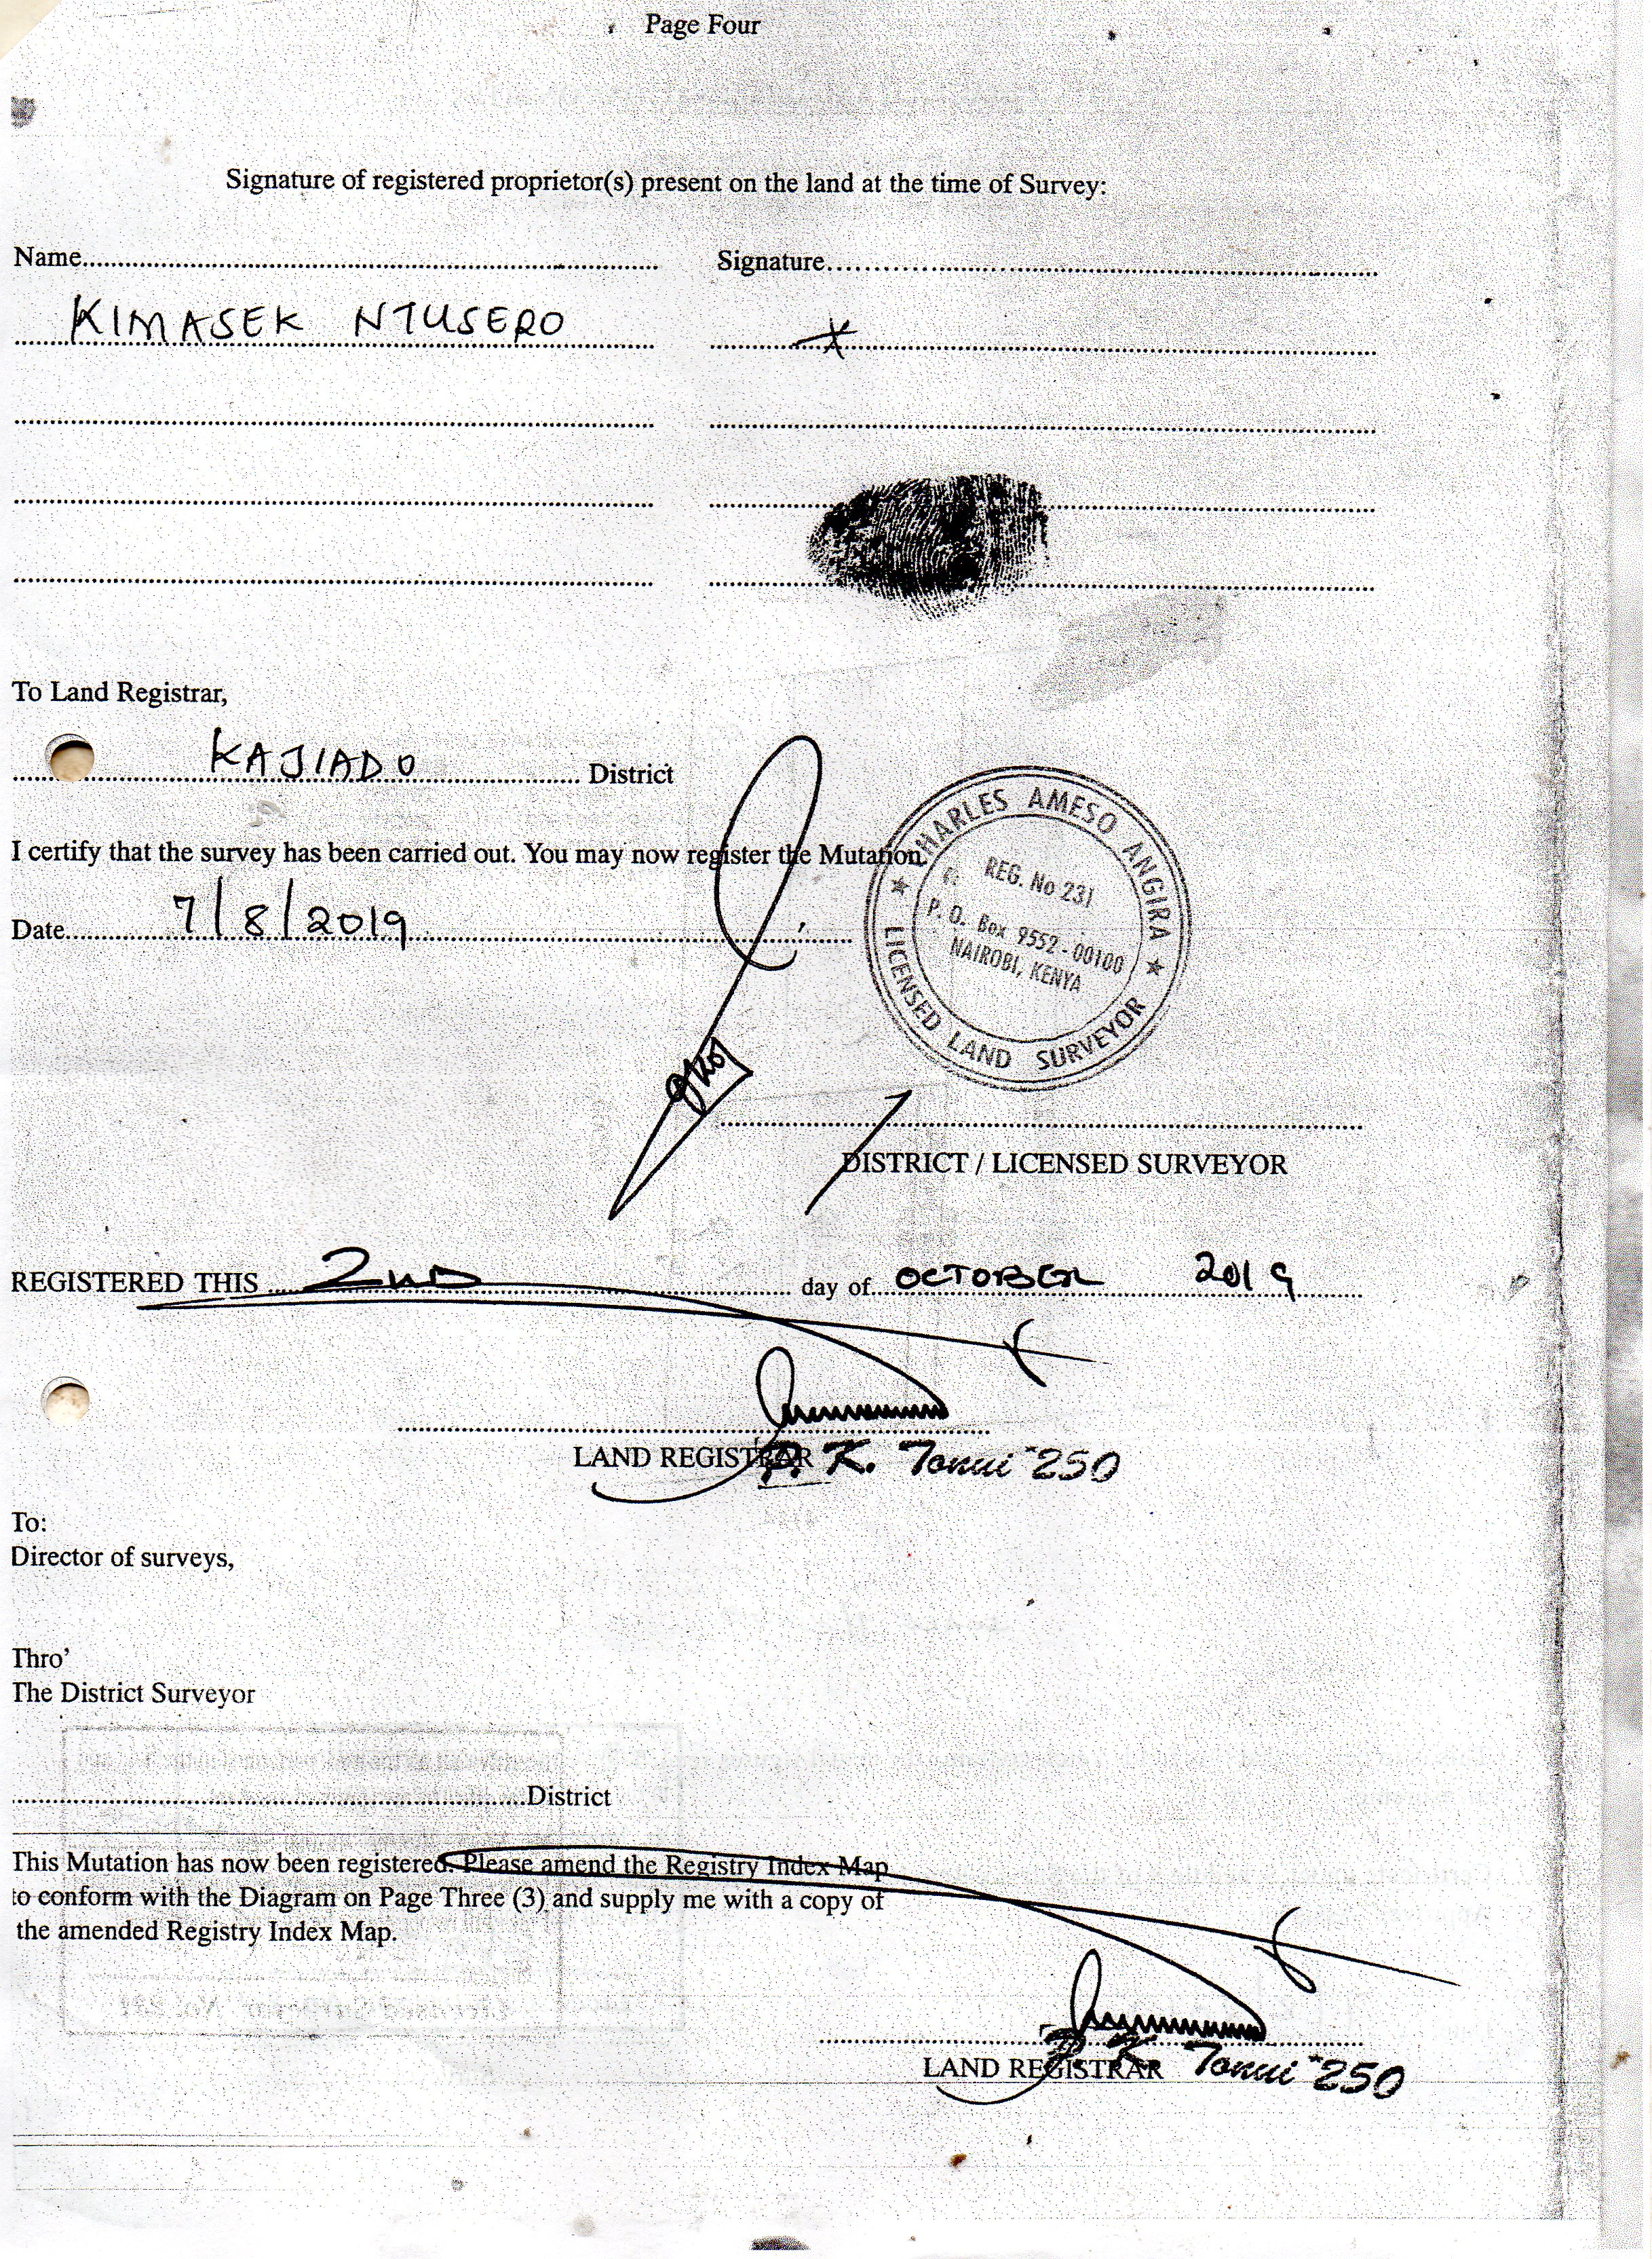 Page Four
Signature of registered proprietor(s) present on the land at the time of Survey:
Name.......... Signature..........
KIMASEK NTUSERO
To Land Registrar,
KAJIADO District
I certify that the survey has been carried out. You may now register the Mutation.
Date 7/8/2019
CHARLES AMESO ANGIRA
REG. No 231
P. O. Box 9552 - 00100
NAIROBI, KENYA
LICENSED LAND SURVEYOR
DISTRICT / LICENSED SURVEYOR
REGISTERED THIS 2ND day of OCTOBER 2019
LAND REGISTRAR
P. K. Tonui *250
To:
Director of surveys,
Thro'
The District Surveyor
District
This Mutation has now been registered. Please amend the Registry Index Map
to conform with the Diagram on Page Three (3) and supply me with a copy of
the amended Registry Index Map.
LAND REGISTRAR
P. K. Tonui *250